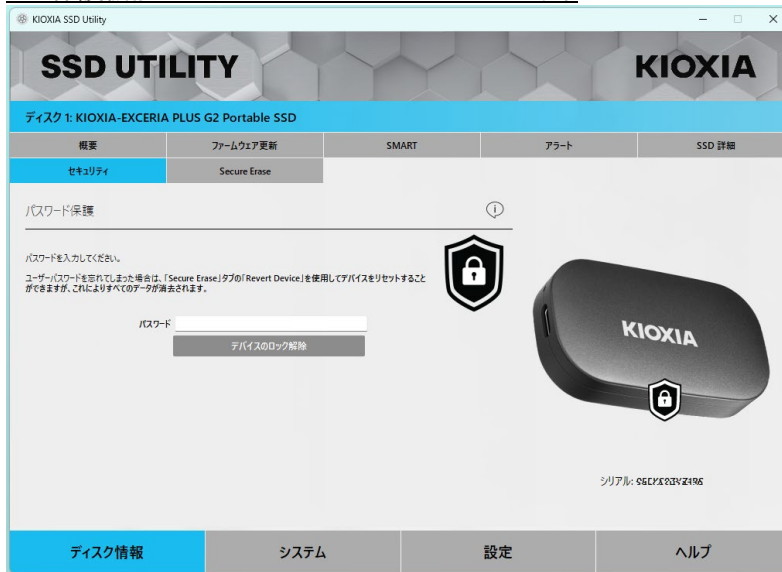 KIOXIA SSD Utility
SSD UTILITY
KIOXIA
ディスク 1: KIOXIA-EXCERIA PLUS G2 Portable SSD
概要
ファームウェア更新
SMART
アラート
SSD 詳細
セキュリティ
Secure Erase
パスワード保護
パスワードを入力してください。
ユーザーパスワードを忘れてしまった場合は、「Secure Erase」タブの「Revert Device」を使用してデバイスをリセットすること
ができますが、これによりすべてのデータが消去されます。
パスワード
デバイスのロック解除
KIOXIA
シリアル:
ディスク情報
システム
設定
ヘルプ